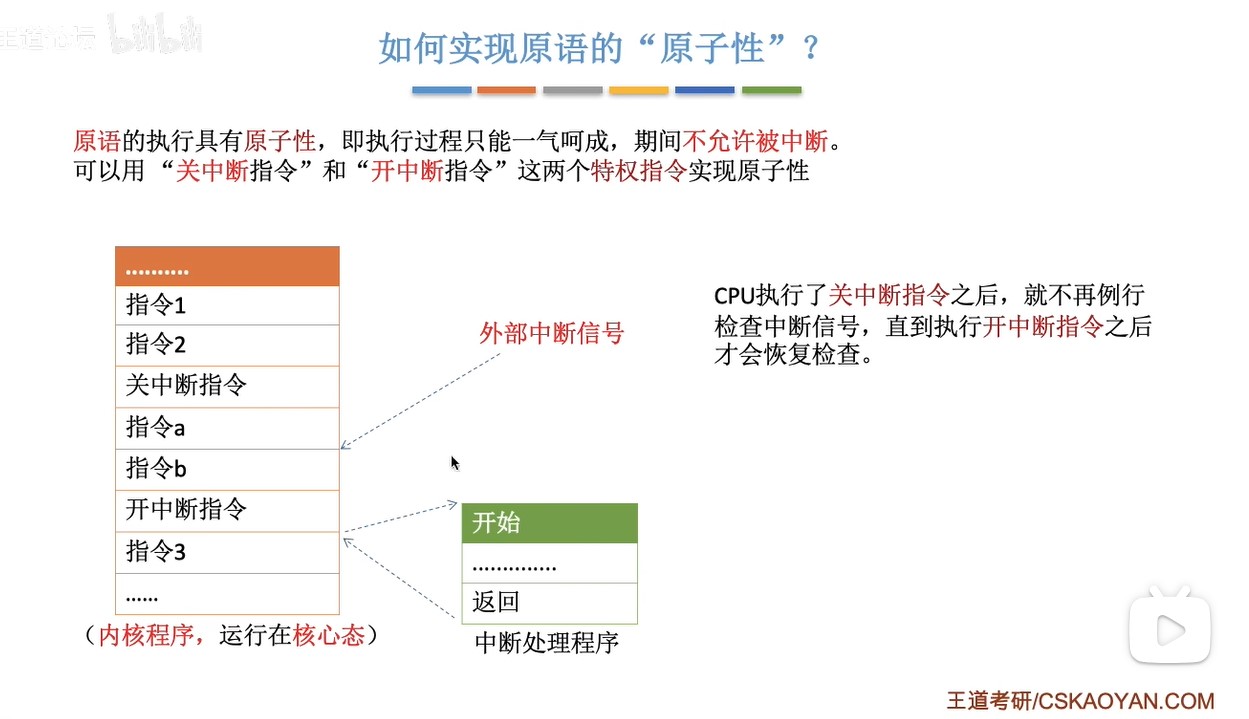 王道论坛 bilibili
如何实现原语的“原子性”？
原语的执行具有原子性，即执行过程只能一气呵成，期间不允许被中断。
可以用 “关中断指令”和“开中断指令”这两个特权指令实现原子性
..........
指令1
指令2
关中断指令
指令a
指令b
开中断指令
指令3
......
（内核程序，运行在核心态）
外部中断信号
开始
..............
返回
中断处理程序
CPU执行了关中断指令之后，就不再例行
检查中断信号，直到执行开中断指令之后
才会恢复检查。
王道考研/CSKAOYAN.COM